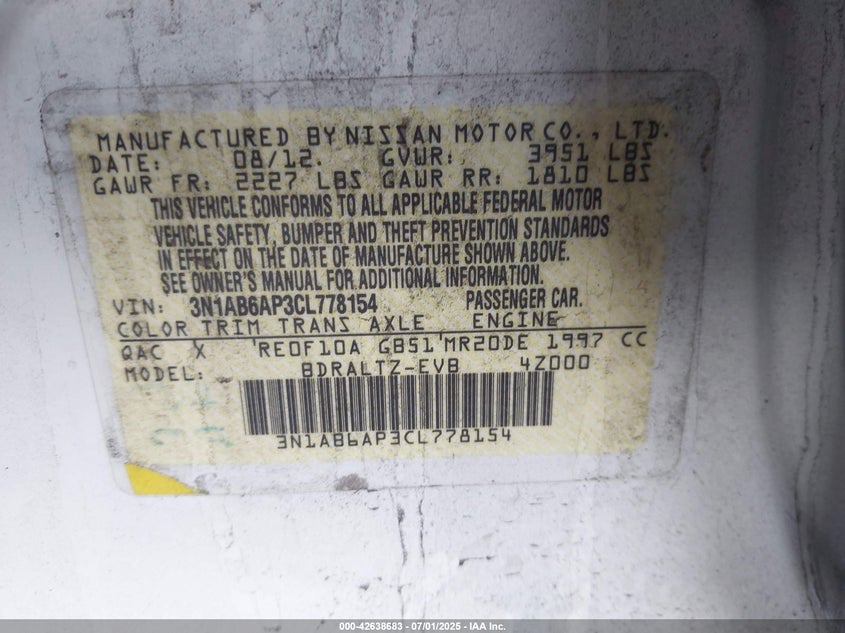 MANUFACTURED BY NISSAN MOTOR CO., LTD.
DATE: 08/12. GVWR: 3951 LBS
GAWR FR: 2227 LBS GAWR RR: 1810 LBS
THIS VEHICLE CONFORMS TO ALL APPLICABLE FEDERAL MOTOR
VEHICLE SAFETY, BUMPER AND THEFT PREVENTION STANDARDS
IN EFFECT ON THE DATE OF MANUFACTURE SHOWN ABOVE.
SEE OWNER'S MANUAL FOR ADDITIONAL INFORMATION.
VIN: 3N1AB6AP3CL778154 PASSENGER CAR.
COLOR TRIM TRANS AXLE ENGINE
QAC X RE0F10A GB51 MR20DE 1997 CC
MODEL: BDRALTZ-EVB 4Z000
3N1AB6AP3CL778154
000-42638683 - 07/01/2025 - IAA Inc.